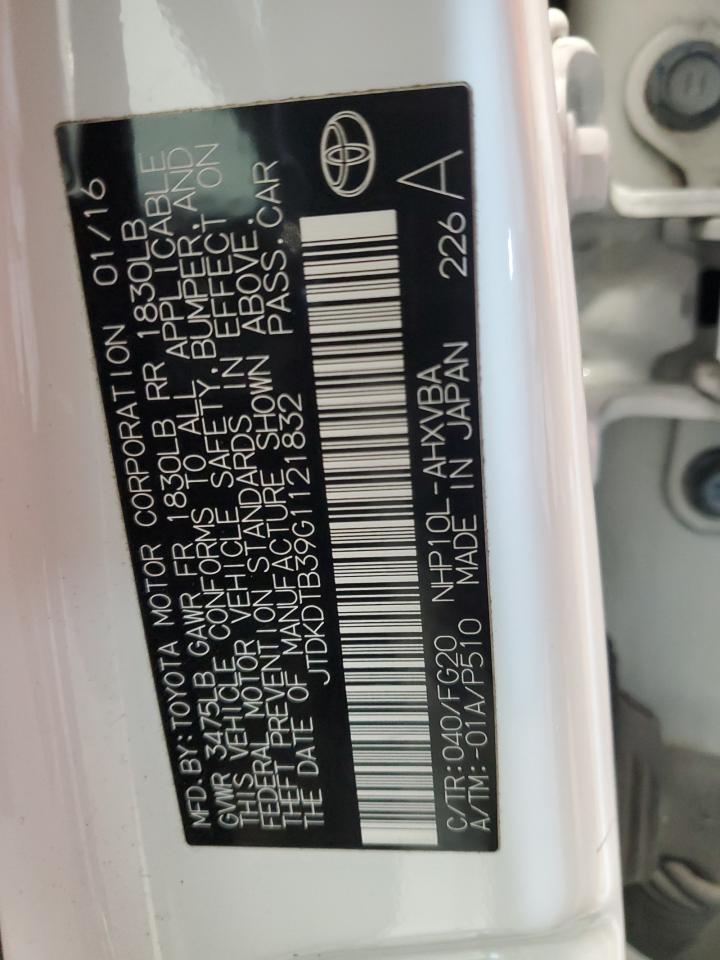 MFD. BY: TOYOTA MOTOR CORPORATION 01/16
GVWR 3475LB GAWR FR 1830LB RR 1830LB
THIS VEHICLE CONFORMS TO ALL APPLICABLE
FEDERAL MOTOR VEHICLE SAFETY, BUMPER, AND
THEFT PREVENTION STANDARDS IN EFFECT ON
THE DATE OF MANUFACTURE SHOWN ABOVE.
JTDKDTB39G1121832 PASS. CAR
C/TR:040/FG20 NHP10L-AHXVBA 226 A
A/TM:-01A/P510 MADE IN JAPAN